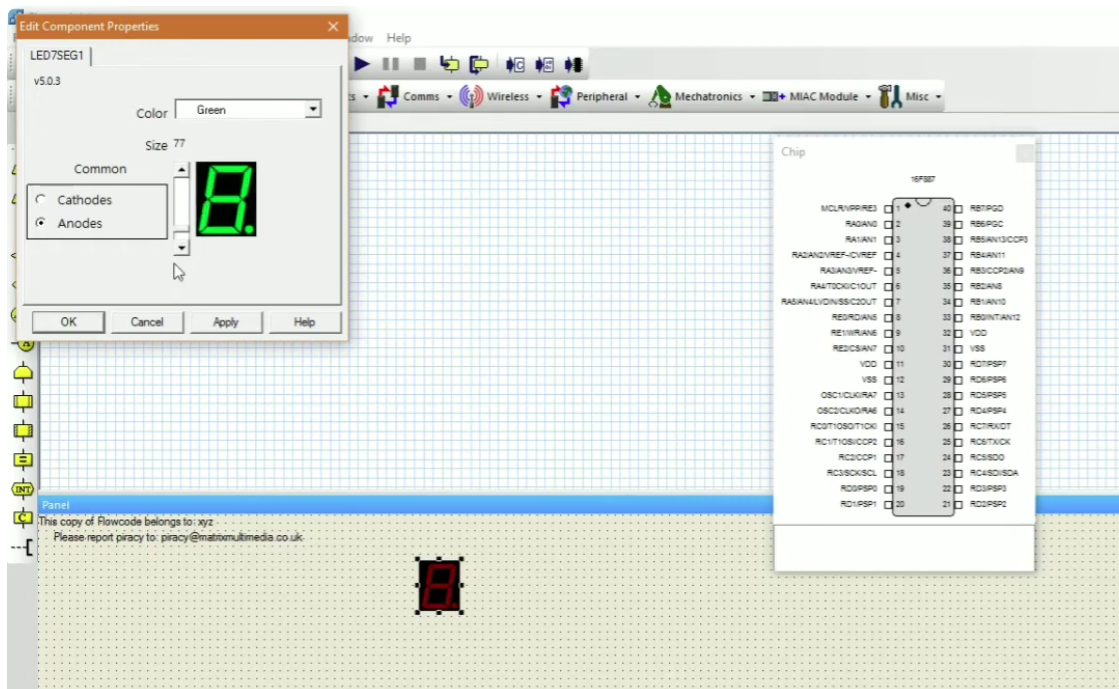 Edit Component Properties
dow Help
LED7SEG1
v5.0.3
Comms Wireless Peripheral Mechatronics MIAC Module Misc
Color Green
Size 77
Common
Cathodes
Anodes
OK Cancel Apply Help
Chip
16F887
MCLR/VPP/RE3 1 40 RB7/PGD
RA0/AN0 2 39 RB6/PGC
RA1/AN1 3 38 RB5/AN13/CCP3
RA2/AN2/VREF-/CVREF 4 37 RB4/AN11
RA3/AN3/VREF- 5 36 RB3/CCP2/AN9
RA4/T0CKI/C1OUT 6 35 RB2/AN8
RA5/AN4/LVDIN/SS/C2OUT 7 34 RB1/AN10
RE0/RD/AN5 8 33 RB0/INT/AN12
RE1/WR/AN6 9 32 VDD
RE2/CS/AN7 10 31 VSS
VDD 11 30 RD7/PSP7
VSS 12 29 RD6/PSP6
OSC1/CLKI/RA7 13 28 RD5/PSP5
OSC2/CLKO/RA6 14 27 RD4/PSP4
RC0/T1OSO/T1CKI 15 26 RC7/RX/DT
RC1/T1OSI/CCP2 16 25 RC6/TX/CK
RC2/CCP1 17 24 RC5/SDO
RC3/SCK/SCL 18 23 RC4/SDI/SDA
RD0/PSP0 19 22 RD3/PSP3
RD1/PSP1 20 21 RD2/PSP2
INT
C
Panel
This copy of Flowcode belongs to: xyz
Please report piracy to: piracy@matrixmultimedia.co.uk